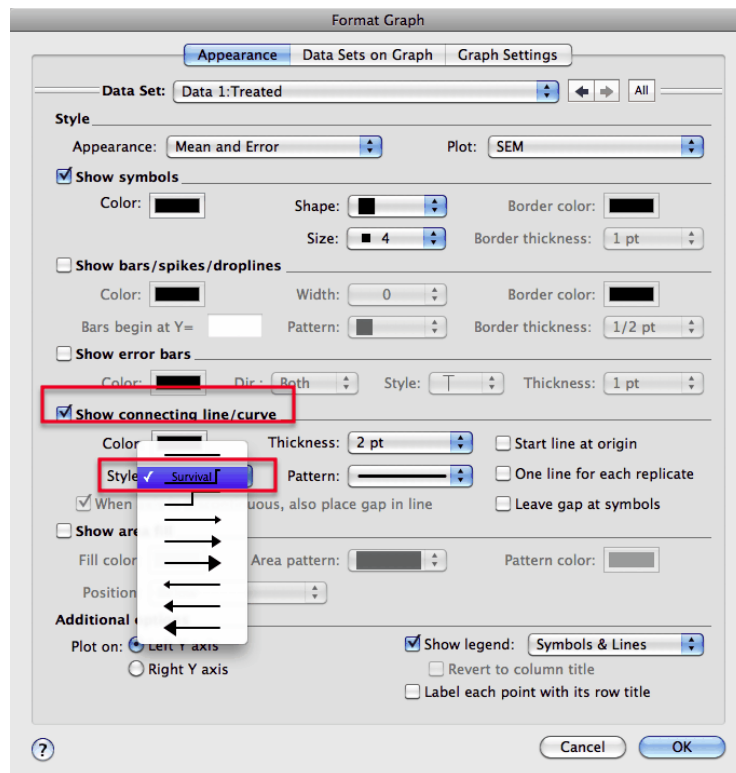 Format Graph
Appearance Data Sets on Graph Graph Settings
Data Set: Data 1:Treated All
Style
Appearance: Mean and Error Plot: SEM
Show symbols
Color: Shape: Border color:
Size: 4 Border thickness: 1 pt
Show bars/spikes/droplines
Color: Width: 0 Border color:
Bars begin at Y= Pattern: Border thickness: 1/2 pt
Show error bars
Color: Dir.: Both Style: Thickness: 1 pt
Show connecting line/curve
Color Thickness: 2 pt Start line at origin
Style Survival Pattern: One line for each replicate
When uous, also place gap in line Leave gap at symbols
Show are
Fill color Area pattern: Pattern color:
Position
Additional
Plot on: Left Y axis Show legend: Symbols & Lines
Right Y axis Revert to column title
Label each point with its row title
? Cancel OK